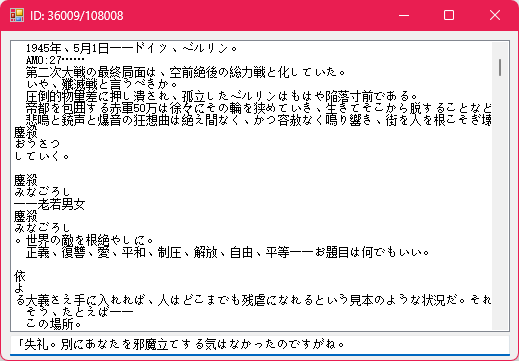 ID: 36009/108008
1945年、5月1日――ドイツ、ベルリン。
AM0:27……
第二次大戦の最終局面は、空前絶後の総力戦と化していた。
いや、殲滅戦と言うべきか。
圧倒的物量差に押し潰され、孤立したベルリンはもはや陥落寸前である。
帝都を包囲する赤軍50万は徐々にその輪を狭めていき、生きてそこから脱することなど
悲鳴と銃声と爆音の狂想曲は絶え間なく、かつ容赦なく鳴り響き、街を人を根こそぎ壊
鏖殺
おうさつ
していく。
鏖殺
みなごろし
――老若男女
鏖殺
みなごろし
。世界の敵を根絶やしに。
正義、復讐、愛、平和、制圧、解放、自由、平等――お題目は何でもいい。
依
よ
る大義さえ手に入れれば、人はどこまでも残虐になれるという見本のような状況だ。それ
そう、たとえば――
この場所。
「失礼。別にあなたを邪魔立てする気はなかったのですがね。